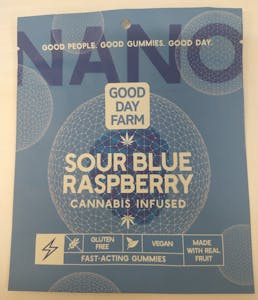 NANO
GOOD PEOPLE. GOOD GUMMIES. GOOD DAY.
GOOD
DAY
FARM
SOUR BLUE
RASPBERRY
CANNABIS INFUSED
GLUTEN
FREE
VEGAN
MADE
WITH REAL
FRUIT
FAST-ACTING GUMMIES